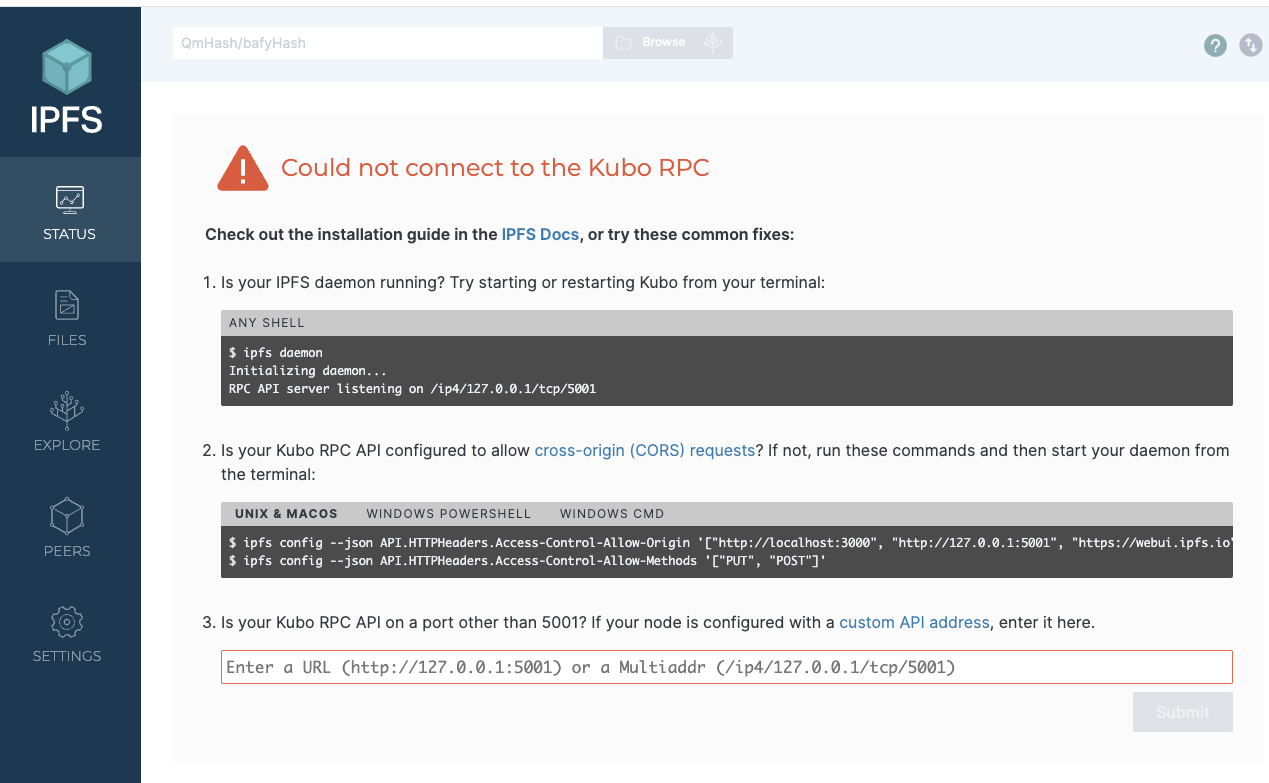 QmHash/bafyHash
Browse
?
IPFS
STATUS
FILES
EXPLORE
PEERS
SETTINGS
Could not connect to the Kubo RPC
Check out the installation guide in the IPFS Docs, or try these common fixes:
1. Is your IPFS daemon running? Try starting or restarting Kubo from your terminal:
ANY SHELL
$ ipfs daemon
Initializing daemon...
RPC API server listening on /ip4/127.0.0.1/tcp/5001
2. Is your Kubo RPC API configured to allow cross-origin (CORS) requests? If not, run these commands and then start your daemon from
the terminal:
UNIX & MACOS WINDOWS POWERSHELL WINDOWS CMD
$ ipfs config --json API.HTTPHeaders.Access-Control-Allow-Origin '["http://localhost:3000", "http://127.0.0.1:5001", "https://webui.ipfs.io"
$ ipfs config --json API.HTTPHeaders.Access-Control-Allow-Methods '["PUT", "POST"]'
3. Is your Kubo RPC API on a port other than 5001? If your node is configured with a custom API address, enter it here.
Enter a URL (http://127.0.0.1:5001) or a Multiaddr (/ip4/127.0.0.1/tcp/5001)
Submit